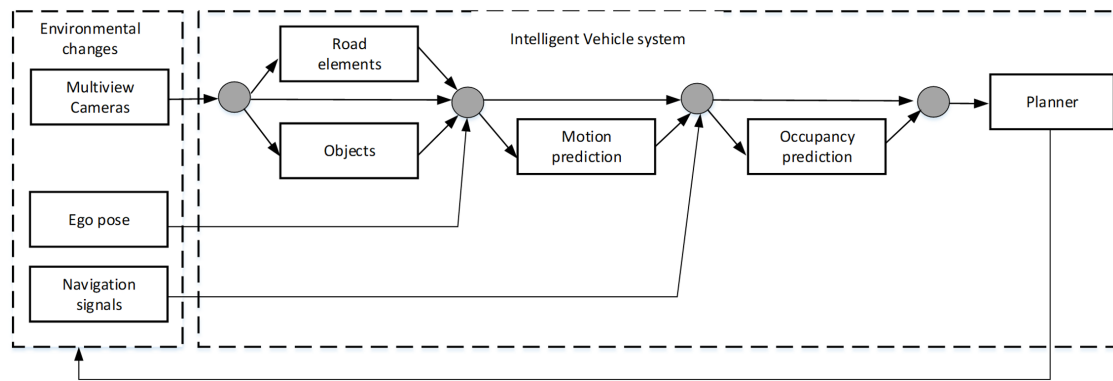 Environmental
changes
Multiview
Cameras
Ego pose
Navigation
signals
Intelligent Vehicle system
Road
elements
Objects
Motion
prediction
Occupancy
prediction
Planner